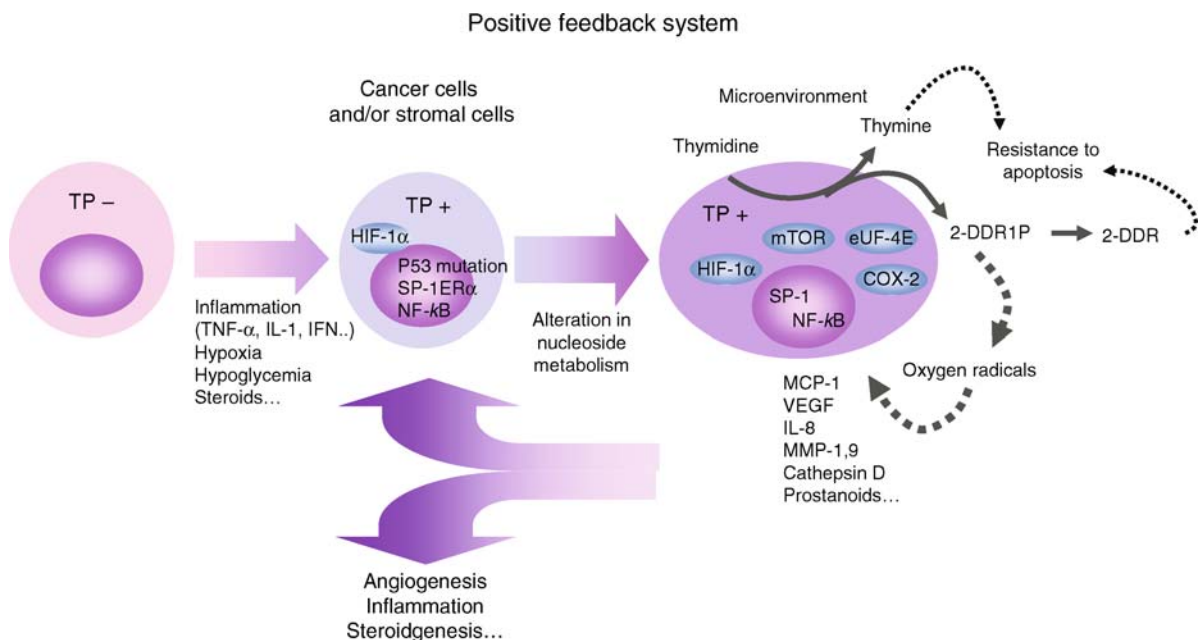 Positive feedback system
Cancer cells
and/or stromal cells
TP –
Inflammation
(TNF-α, IL-1, IFN..)
Hypoxia
Hypoglycemia
Steroids…
TP +
HIF-1α
P53 mutation
SP-1ERα
NF-kB
Alteration in
nucleoside
metabolism
Microenvironment
Thymidine
Thymine
Resistance to
apoptosis
TP +
mTOR
eUF-4E
HIF-1α
COX-2
SP-1
NF-kB
2-DDR1P
2-DDR
Oxygen radicals
MCP-1
VEGF
IL-8
MMP-1,9
Cathepsin D
Prostanoids…
Angiogenesis
Inflammation
Steroidgenesis…